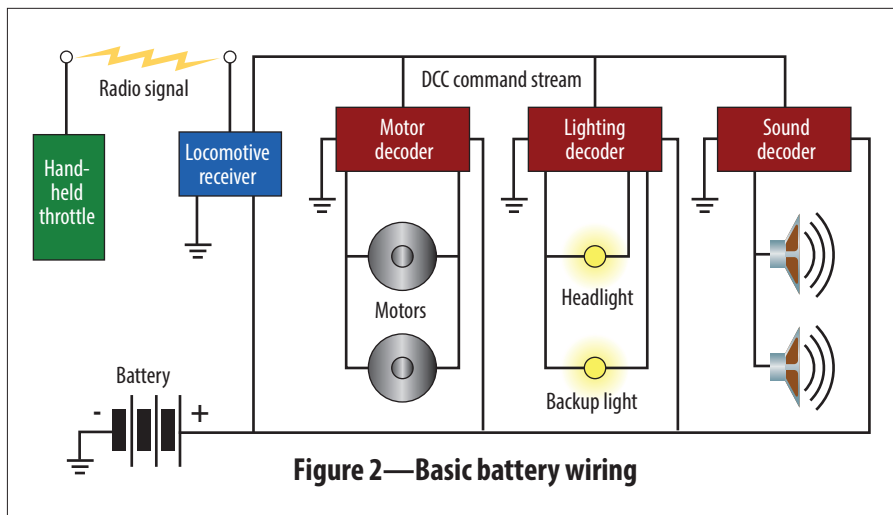 Radio signal
DCC command stream
Hand-
held
throttle
Locomotive
receiver
Motor
decoder
Lighting
decoder
Sound
decoder
Motors
Headlight
Backup light
Battery
- +
Figure 2—Basic battery wiring